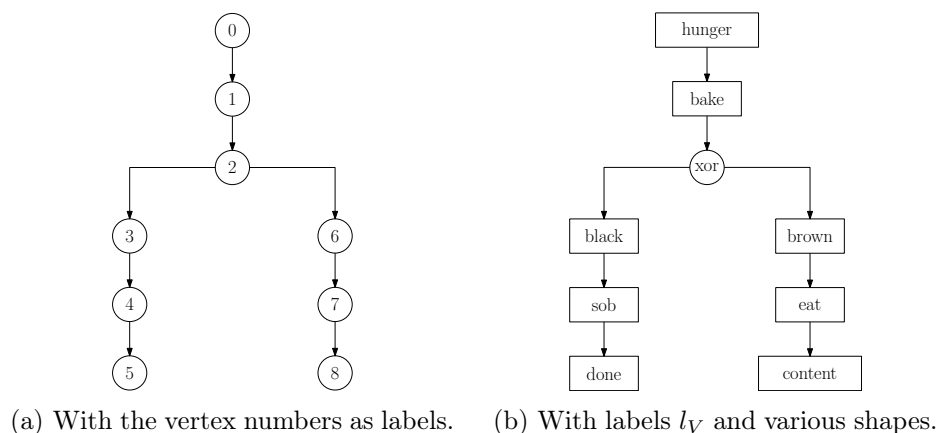 0
1
2
3
6
4
7
5
8
hunger
bake
xor
black
brown
sob
eat
done
content
(a) With the vertex numbers as labels.
(b) With labels l_V and various shapes.